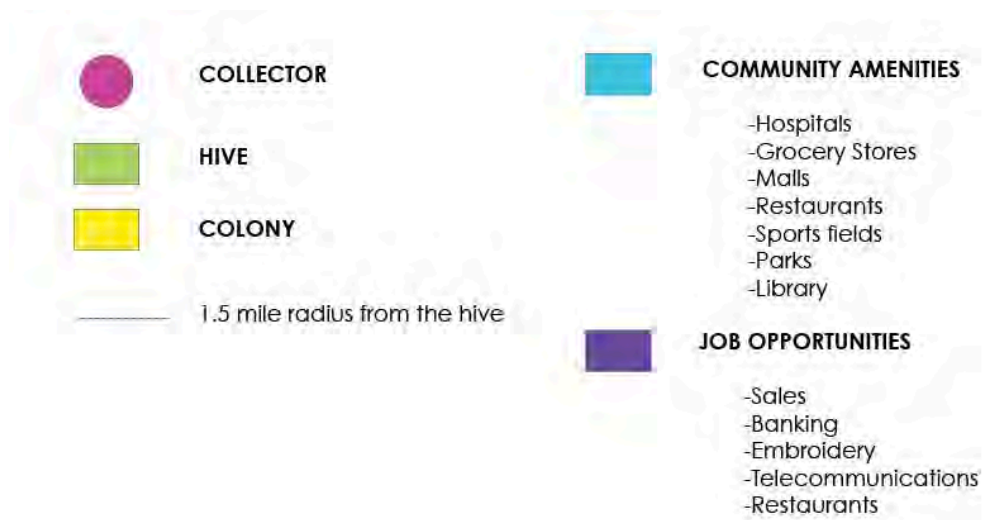 COLLECTOR
HIVE
COLONY
1.5 mile radius from the hive
COMMUNITY AMENITIES
-Hospitals
-Grocery Stores
-Malls
-Restaurants
-Sports fields
-Parks
-Library
JOB OPPORTUNITIES
-Sales
-Banking
-Embroidery
-Telecommunications
-Restaurants